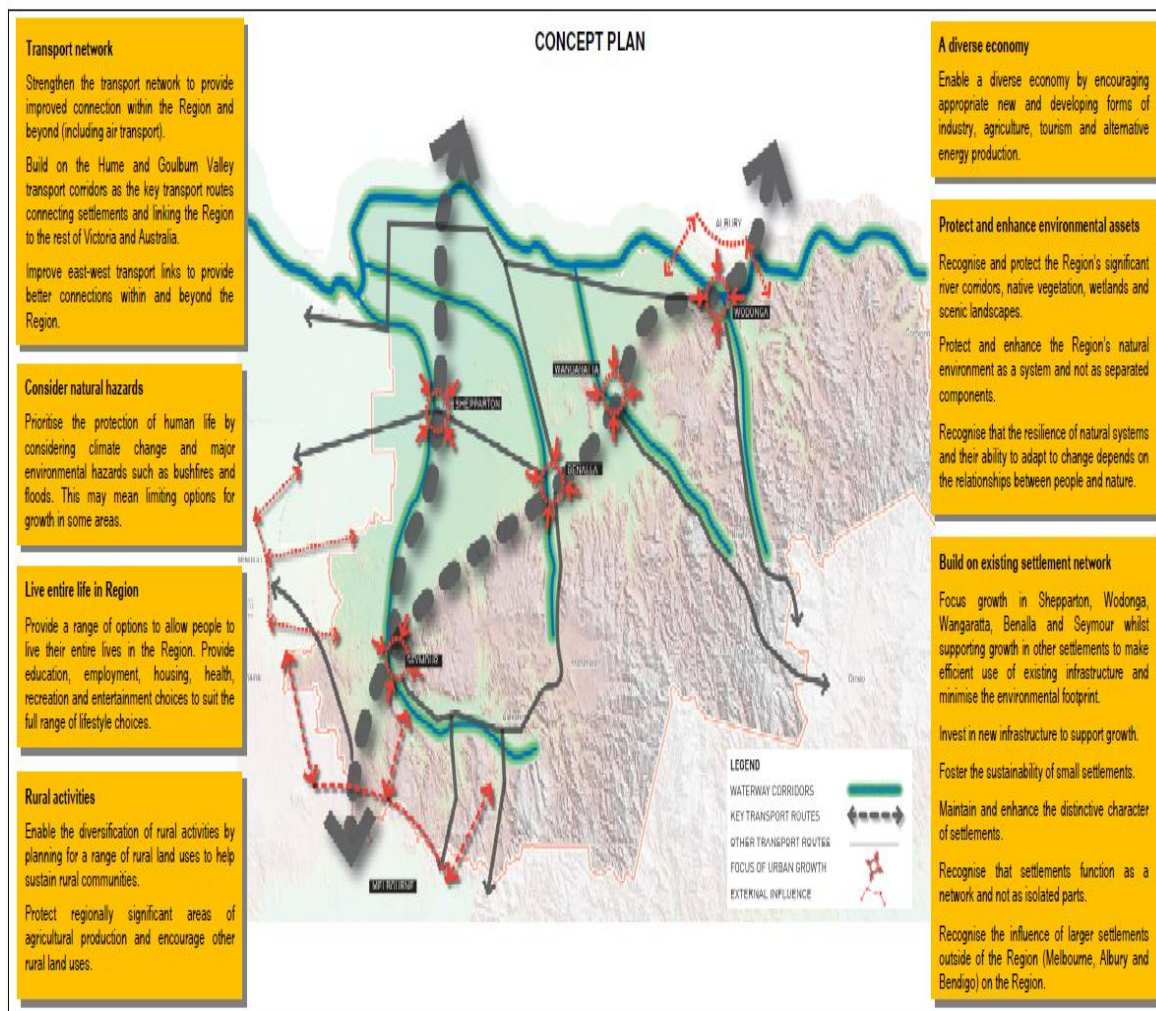 CONCEPT PLAN
Transport network
Strengthen the transport network to provide
improved connection within the Region and
beyond (including air transport).
Build on the Hume and Goulburn Valley
transport corridors as the key transport routes
connecting settlements and linking the Region
to the rest of Victoria and Australia.
Improve east-west transport links to provide
better connections within and beyond the
Region.
Consider natural hazards
Prioritise the protection of human life by
considering climate change and major
environmental hazards such as bushfires and
floods. This may mean limiting options for
growth in some areas.
Live entire life in Region
Provide a range of options to allow people to
live their entire lives in the Region. Provide
education, employment, housing, health,
recreation and entertainment choices to suit the
full range of lifestyle choices.
Rural activities
Enable the diversification of rural activities by
planning for a range of rural land uses to help
sustain rural communities.
Protect regionally significant areas of
agricultural production and encourage other
rural land uses.
ALBURY
WODONGA
WANGARATTA
SHEPPARTON
BENALLA
SEYMOUR
MELBOURNE
Omeo
LEGEND
WATERWAY CORRIDORS
KEY TRANSPORT ROUTES
OTHER TRANSPORT ROUTES
FOCUS OF URBAN GROWTH
EXTERNAL INFLUENCE
A diverse economy
Enable a diverse economy by encouraging
appropriate new and developing forms of
industry, agriculture, tourism and alternative
energy production.
Protect and enhance environmental assets
Recognise and protect the Region's significant
river corridors, native vegetation, wetlands and
scenic landscapes.
Protect and enhance the Region's natural
environment as a system and not as separated
components.
Recognise that the resilience of natural systems
and their ability to adapt to change depends on
the relationships between people and nature.
Build on existing settlement network
Focus growth in Shepparton, Wodonga,
Wangaratta, Benalla and Seymour whilst
supporting growth in other settlements to make
efficient use of existing infrastructure and
minimise the environmental footprint.
Invest in new infrastructure to support growth.
Foster the sustainability of small settlements.
Maintain and enhance the distinctive character
of settlements.
Recognise that settlements function as a
network and not as isolated parts.
Recognise the influence of larger settlements
outside of the Region (Melbourne, Albury and
Bendigo) on the Region.